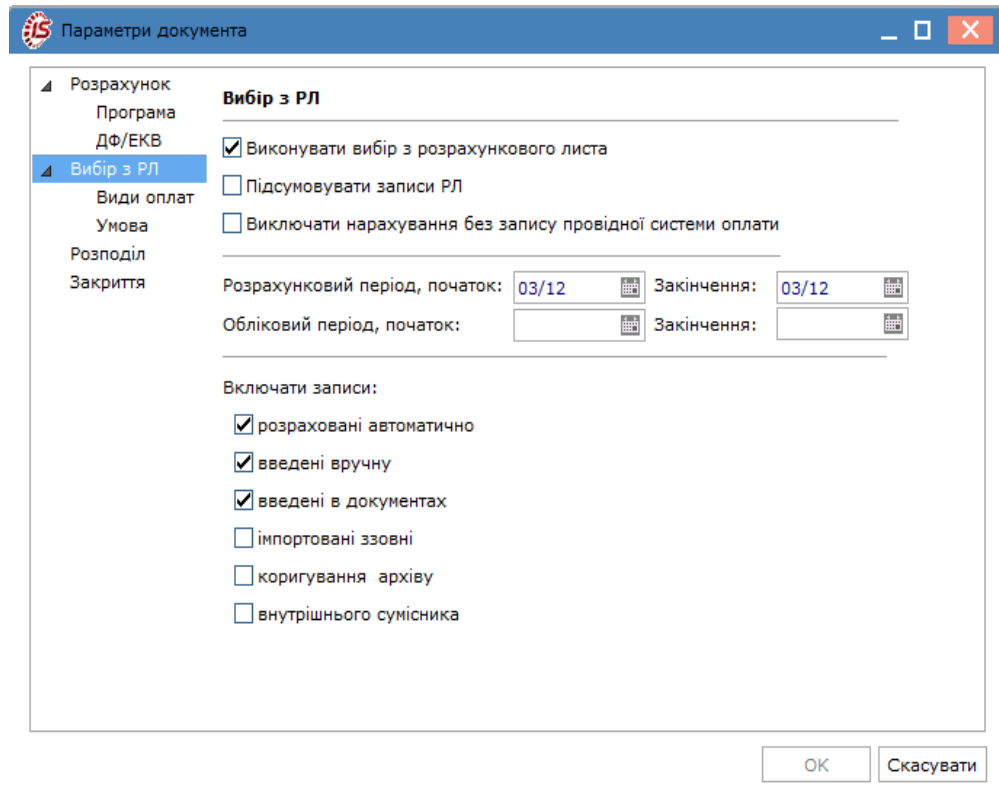 Параметри документа
Розрахунок
Програма
ДФ/ЕКВ
Вибір з РЛ
Види оплат
Умова
Розподіл
Закриття
Вибір з РЛ
Виконувати вибір з розрахункового листа
Підсумовувати записи РЛ
Виключати нарахування без запису провідної системи оплати
Розрахунковий період, початок: 03/12 Закінчення: 03/12
Обліковий період, початок: Закінчення:
Включати записи:
розраховані автоматично
введені вручну
введені в документах
імпортовані ззовні
коригування архіву
внутрішнього сумісника
OK Скасувати